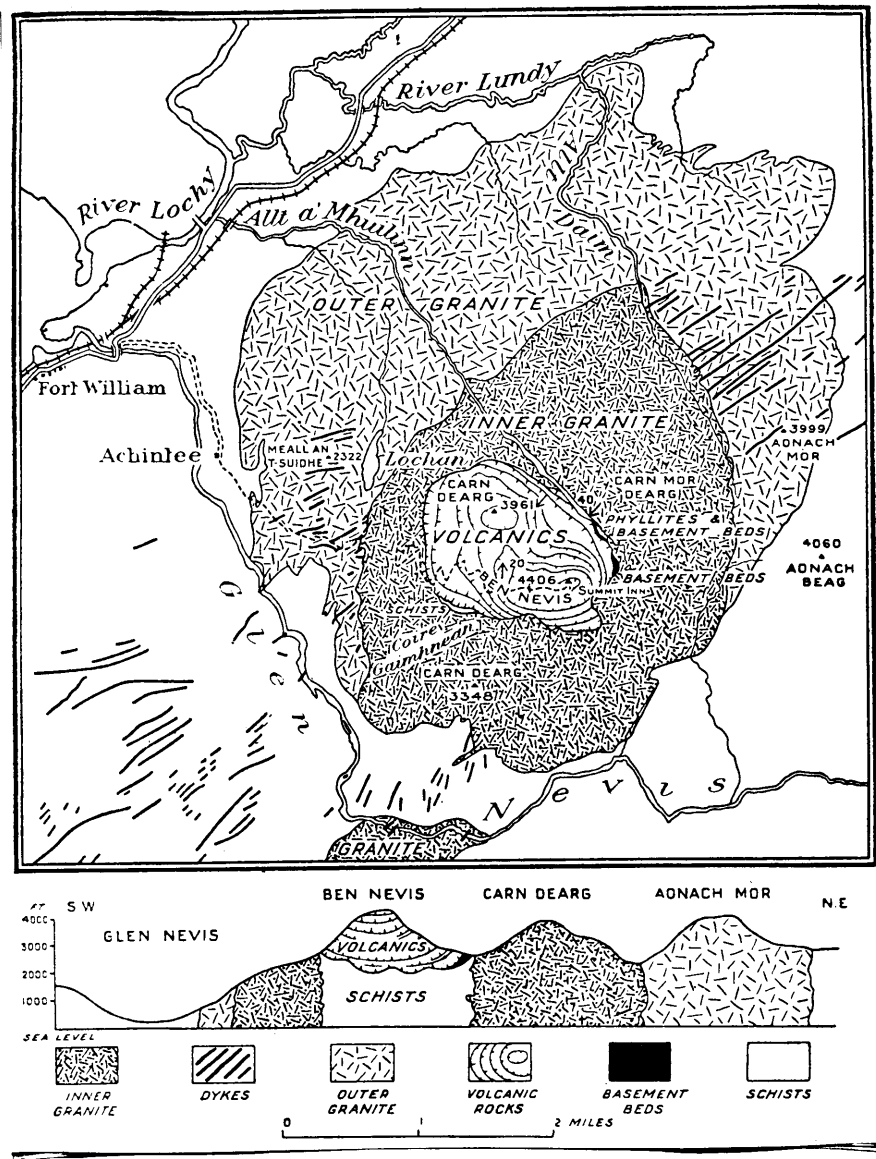 River Lundy
River Lochy
Allt a' Mhuilinn
Allt
Daim
OUTER GRANITE
Fort William
INNER GRANITE
3999
AONACH
MOR
Achintee
MEALL AN
T-SUIDHE 2322
Lochan
CARN
DEARG
3961
40
CARN MOR
DEARG
PHYLLITES &
BASEMENT BEDS
VOLCANICS
4060
AONACH
BEAG
20
4406
BEN NEVIS
SUMMIT INN
BASEMENT BEDS
SCHISTS
Coire
Gaimhnean
CARN DEARG
3348
Glen
Nevis
GRANITE
BEN NEVIS CARN DEARG AONACH MOR
FT S W N.E
4000
GLEN NEVIS
VOLCANICS
3000
2000
SCHISTS
1000
SEA LEVEL
INNER
GRANITE
DYKES
OUTER
GRANITE
VOLCANIC
ROCKS
BASEMENT
BEDS
SCHISTS
0 1 2 MILES